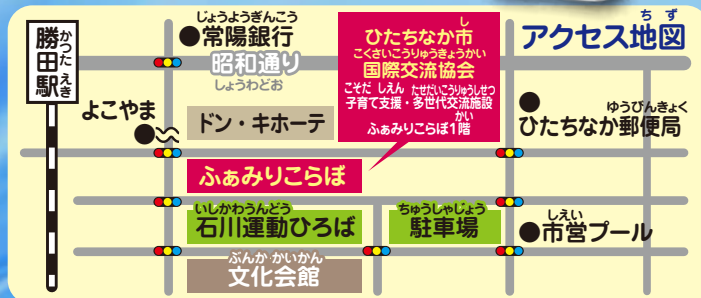 アクセス地図
ちず
勝田駅
かつた えき
じょうようぎんこう
●常陽銀行
昭和通り
しょうわどお
ひたちなか市
し
こくさいこうりゅうきょうかい
国際交流協会
こそだ しえん たせだいこうりゅうしせつ
子育て支援・多世代交流施設
かい
ふぁみりこらぼ1階
よこやま
ドン・キホーテ
ゆうびんきょく
ひたちなか郵便局
ふぁみりこらぼ
いしかわうんどう
石川運動ひろば
ちゅうしゃじょう
駐車場
しえい
●市営プール
ぶんか かいかん
文化会館